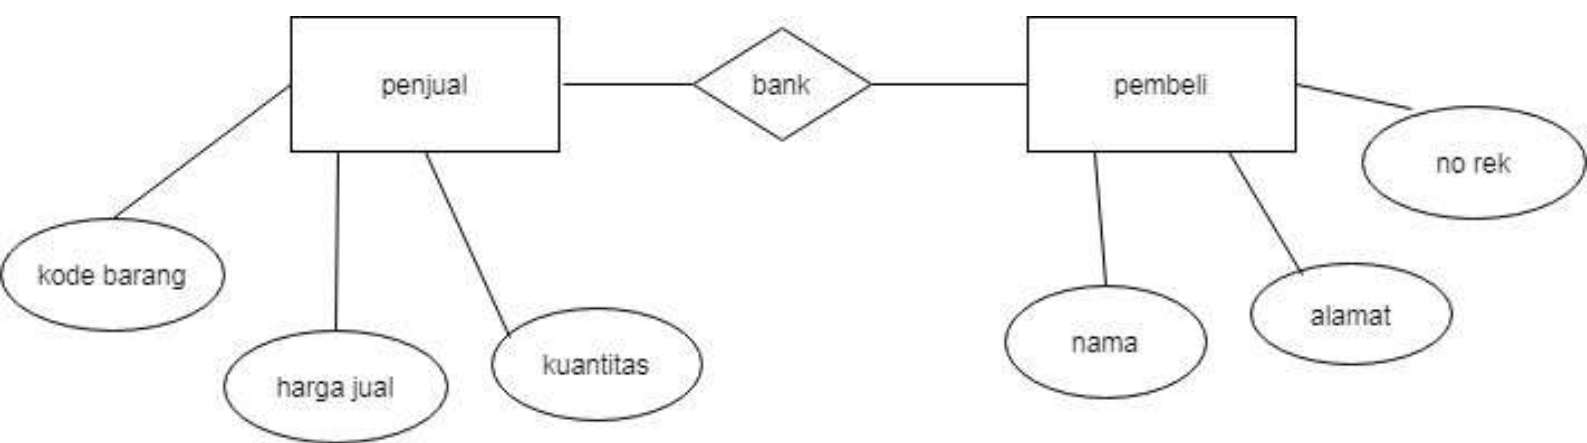 penjual
bank
pembeli
no rek
kode barang
alamat
nama
kuantitas
harga jual